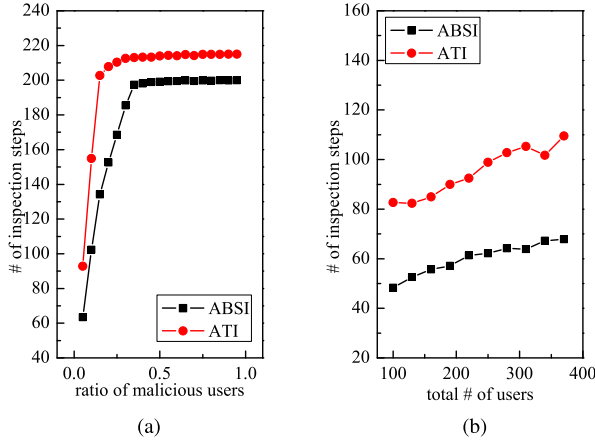 220
200
180
160
140
120
100
80
60
40
# of inspection steps
ABSI
ATI
0.0
0.5
1.0
ratio of malicious users
(a)
160
140
120
100
80
60
40
20
# of inspection steps
ABSI
ATI
100
200
300
400
total # of users
(b)